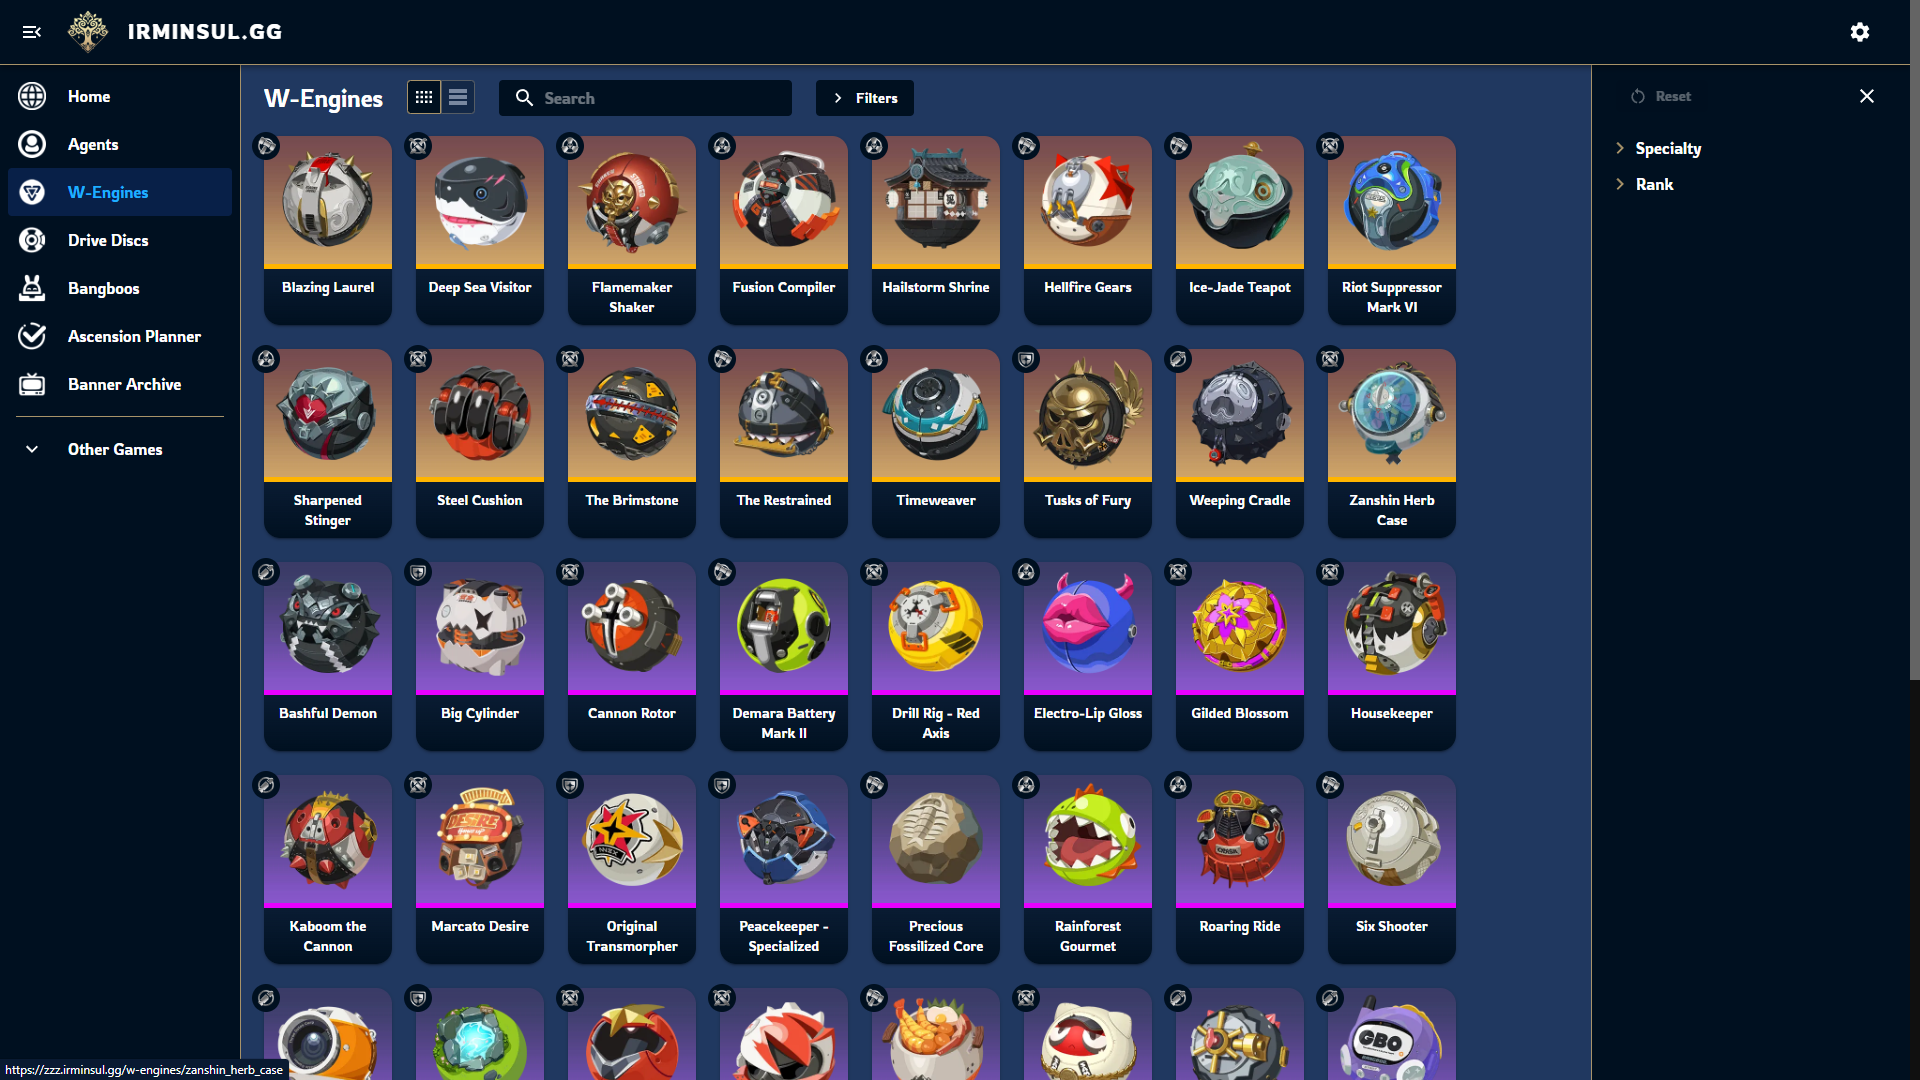 IRMINSUL.GG
Home
Agents
W-Engines
Drive Discs
Bangboos
Ascension Planner
Banner Archive
Other Games
W-Engines
Search
Filters
Reset
Specialty
Rank
Blazing Laurel
Deep Sea Visitor
Flamemaker
Shaker
Fusion Compiler
Hailstorm Shrine
Hellfire Gears
Ice-Jade Teapot
Riot Suppressor
Mark VI
Sharpened
Stinger
Steel Cushion
The Brimstone
The Restrained
Timeweaver
Tusks of Fury
Weeping Cradle
Zanshin Herb
Case
Bashful Demon
Big Cylinder
Cannon Rotor
Demara Battery
Mark II
Drill Rig - Red
Axis
Electro-Lip Gloss
Gilded Blossom
Housekeeper
DESIRE
Kaboom the
Cannon
Marcato Desire
Original
Transmorpher
Peacekeeper -
Specialized
Precious
Fossilized Core
Rainforest
Gourmet
Roaring Ride
Six Shooter
GBO
https://zzz.irminsul.gg/w-engines/zanshin_herb_case